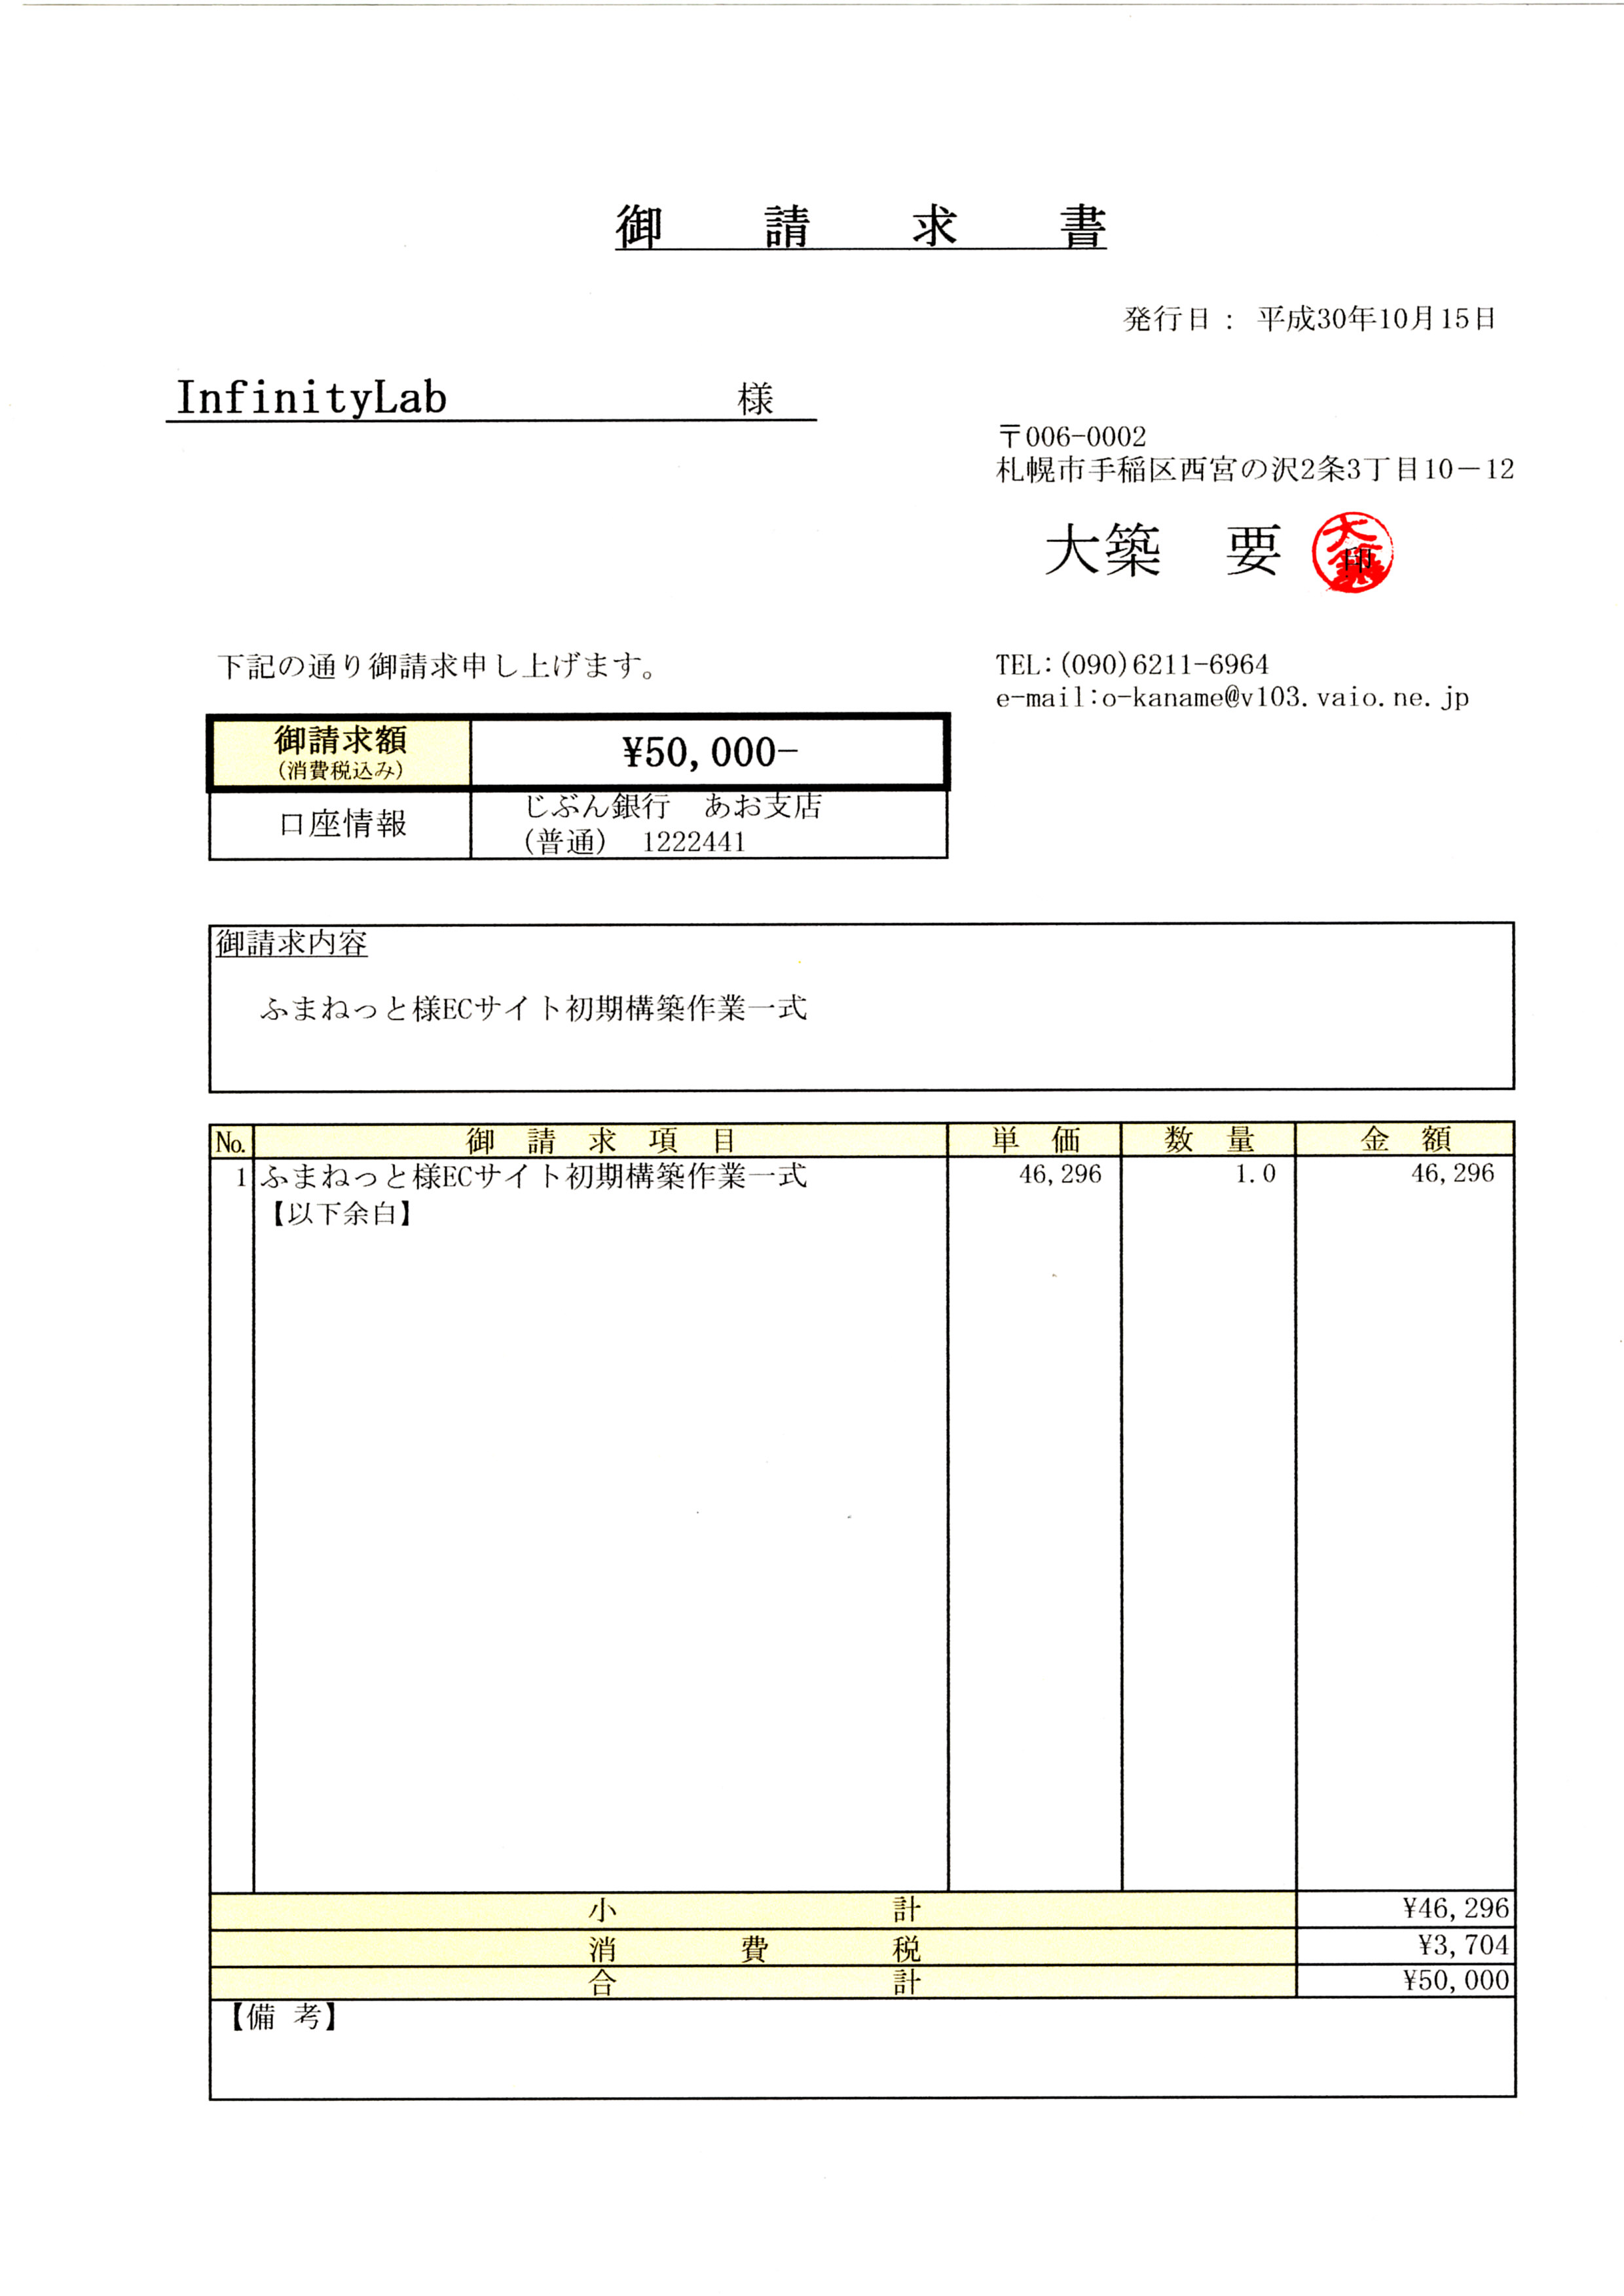 御請求書
発行日： 平成30年10月15日
InfinityLab 様
〒006-0002
札幌市手稲区西宮の沢2条3丁目10－12
大築 要 印
下記の通り御請求申し上げます。
TEL:(090)6211-6964
e-mail:o-kaname@v103.vaio.ne.jp
御請求額 ¥50,000-
(消費税込み)
口座情報 じぶん銀行 あお支店
(普通) 1222441
御請求内容
ふまねっと様ECサイト初期構築作業一式
No. 御請求項目 単価 数量 金額
1 ふまねっと様ECサイト初期構築作業一式 46,296 1.0 46,296
【以下余白】
小計 ¥46,296
消費税 ¥3,704
合計 ¥50,000
【備 考】